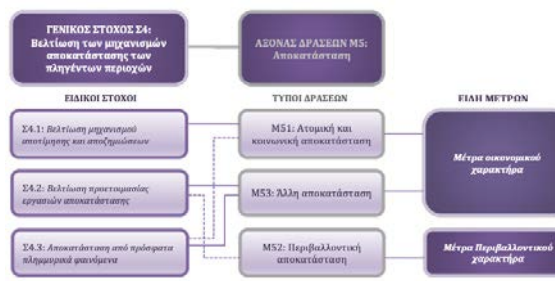 ΓΕΝΙΚΟΣ ΣΤΟΧΟΣ Σ4:
Βελτίωση των μηχανισμών
αποκατάστασης των
πληγέντων περιοχών
ΑΞΟΝΑΣ ΔΡΑΣΕΩΝ Μ5:
Αποκατάσταση
ΕΙΔΙΚΟΙ ΣΤΟΧΟΙ
ΤΥΠΟΙ ΔΡΑΣΕΩΝ
ΕΙΔΗ ΜΕΤΡΩΝ
Σ4.1: Βελτίωση μηχανισμού
αποτίμησης και αποζημιώσεων
Μ51: Ατομική και
κοινωνική αποκατάσταση
Μέτρα οικονομικού
χαρακτήρα
Σ4.2: Βελτίωση προετοιμασίας
εργασιών αποκατάστασης
Μ53: Άλλη αποκατάσταση
Σ4.3: Αποκατάσταση από πρόσφατα
πλημμυρικά φαινόμενα
Μ52: Περιβαλλοντική
αποκατάσταση
Μέτρα Περιβαλλοντικού
χαρακτήρα